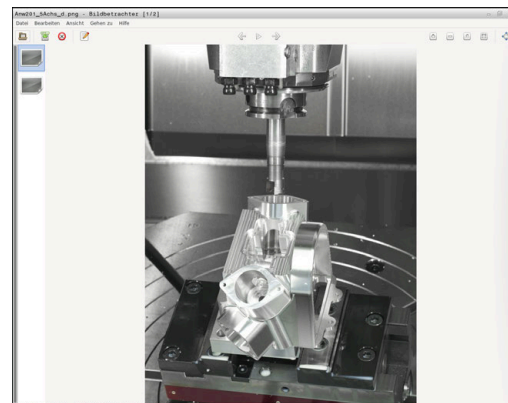 Anw201_5Achs_d.png - Bildbetrachter [1/2]
Datei Bearbeiten Ansicht Gehen zu Hilfe